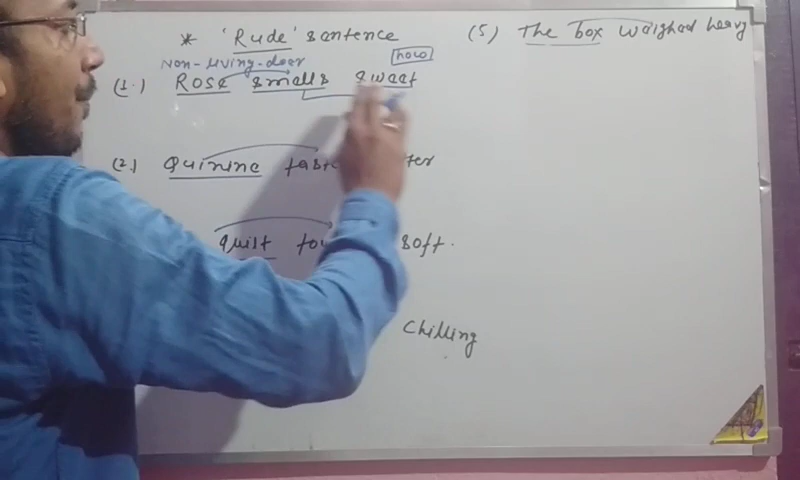 * 'Rude' sentence
Non-living-doer
how
(1.) Rose smells sweet
(2.) Quinine
quilt soft.
chilling
(5) The box weighed heavy